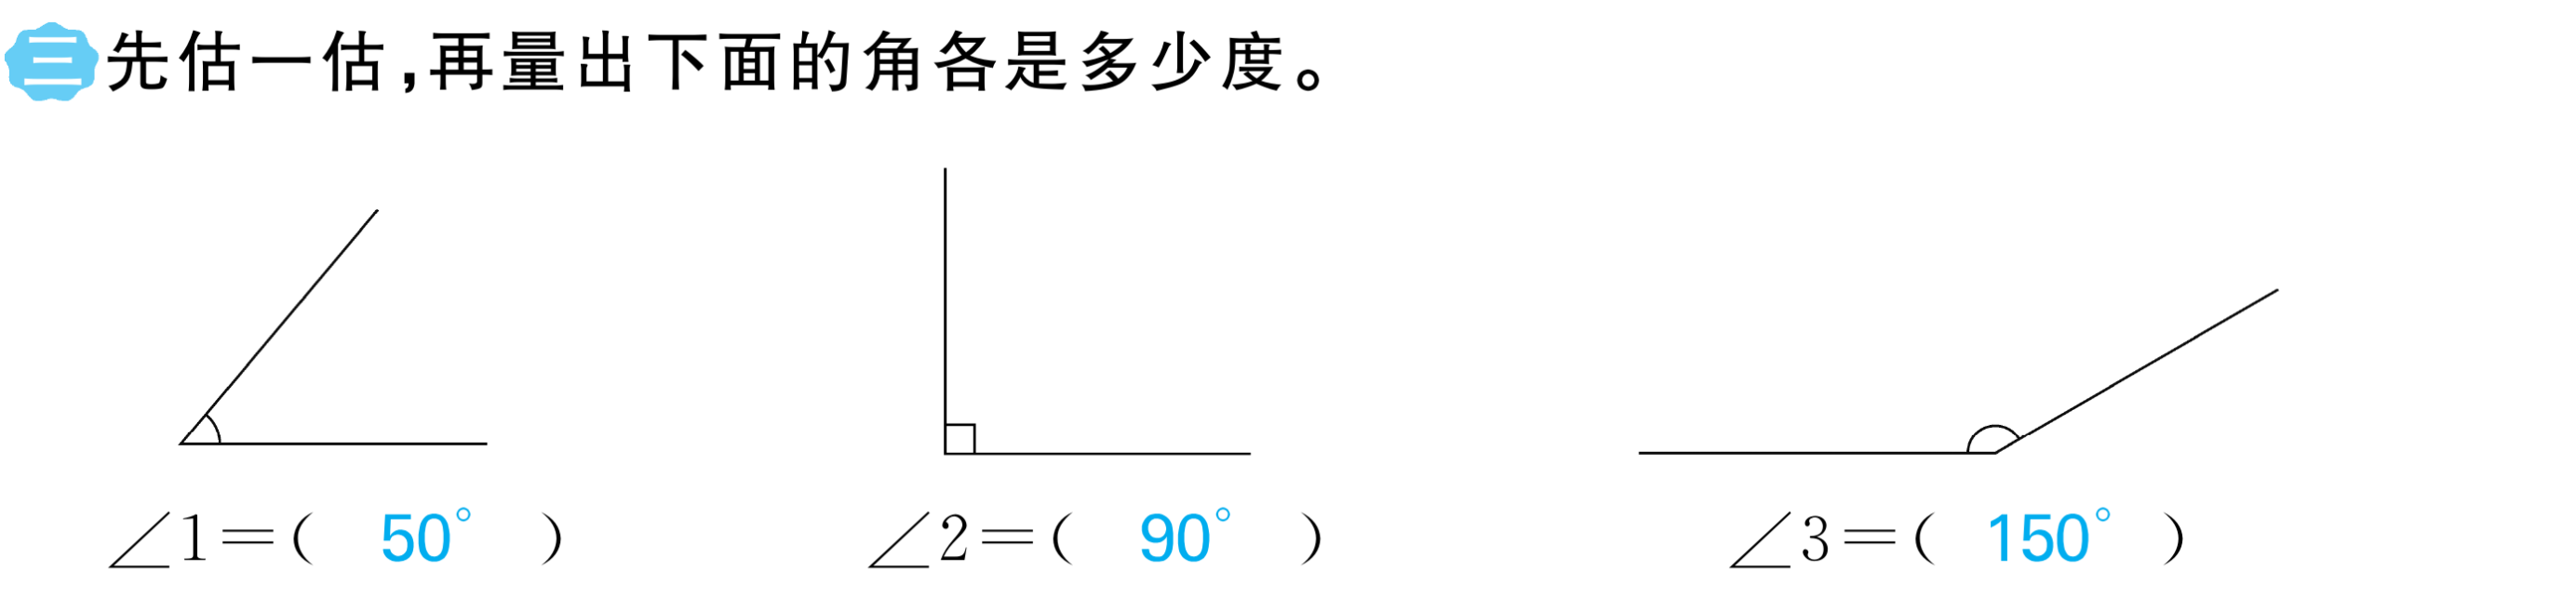 三 先估一估,再量出下面的角各是多少度。
∠1=( 50° ) ∠2=( 90° ) ∠3=( 150° )